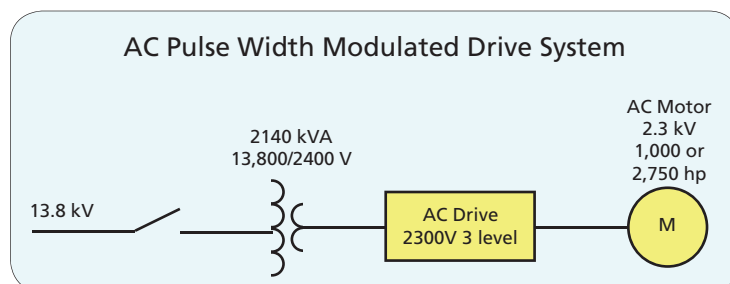 AC Pulse Width Modulated Drive System
AC Motor
2.3 kV
1,000 or
2,750 hp
2140 kVA
13,800/2400 V
13.8 kV
AC Drive
2300V 3 level
M